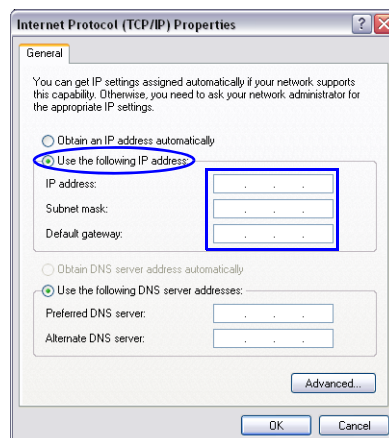 Internet Protocol (TCP/IP) Properties
General
You can get IP settings assigned automatically if your network supports
this capability. Otherwise, you need to ask your network administrator for
the appropriate IP settings.
Obtain an IP address automatically
Use the following IP address:
IP address:
Subnet mask:
Default gateway:
Obtain DNS server address automatically
Use the following DNS server addresses:
Preferred DNS server:
Alternate DNS server:
Advanced...
OK Cancel